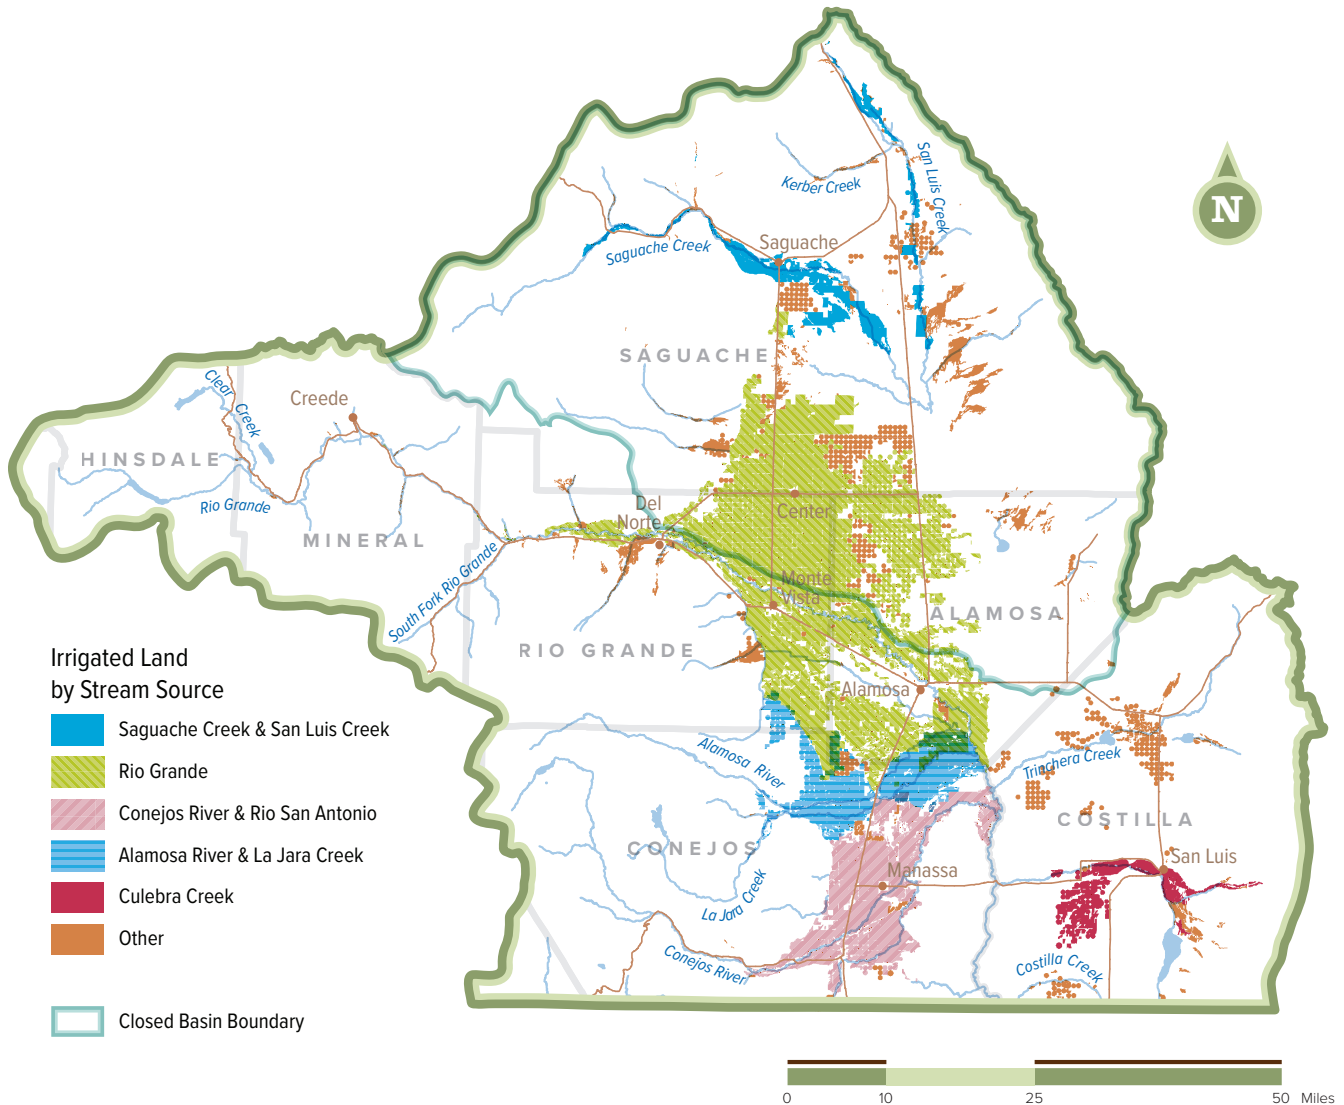 San Luis Creek
Kerber Creek
N
Saguache
Saguache Creek
SAGUACHE
Clear Creek
Creede
HINSDALE
Rio Grande
Del
Norte
Center
MINERAL
South Fork Rio Grande
Monte
Vista
ALAMOSA
RIO GRANDE
Irrigated Land
by Stream Source
Saguache Creek & San Luis Creek
Rio Grande
Conejos River & Rio San Antonio
Alamosa River & La Jara Creek
Culebra Creek
Other
Closed Basin Boundary
Alamosa
Alamosa River
Trinchera Creek
COSTILLA
CONEJOS
San Luis
Manassa
La Jara Creek
Conejos River
Costilla Creek
0 10 25 50 Miles